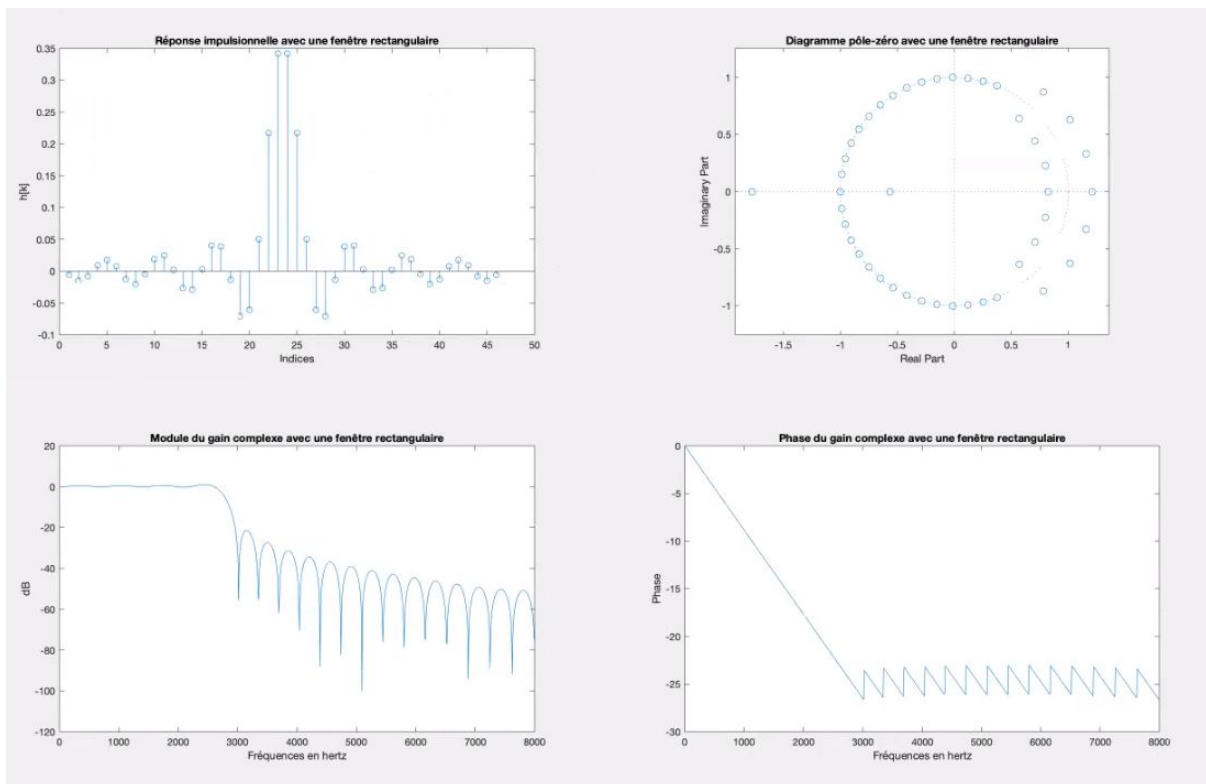 Réponse impulsionnelle avec une fenêtre rectangulaire
0.35
0.3
0.25
0.2
0.15
0.1
0.05
0
-0.05
-0.1
h[k]
0 5 10 15 20 25 30 35 40 45 50
Indices
Diagramme pôle-zéro avec une fenêtre rectangulaire
1
0.5
0
-0.5
-1
Imaginary Part
-1.5 -1 -0.5 0 0.5 1
Real Part
Module du gain complexe avec une fenêtre rectangulaire
20
0
-20
-40
-60
-80
-100
-120
dB
0 1000 2000 3000 4000 5000 6000 7000 8000
Fréquences en hertz
Phase du gain complexe avec une fenêtre rectangulaire
0
-5
-10
-15
-20
-25
-30
Phase
0 1000 2000 3000 4000 5000 6000 7000 8000
Fréquences en hertz